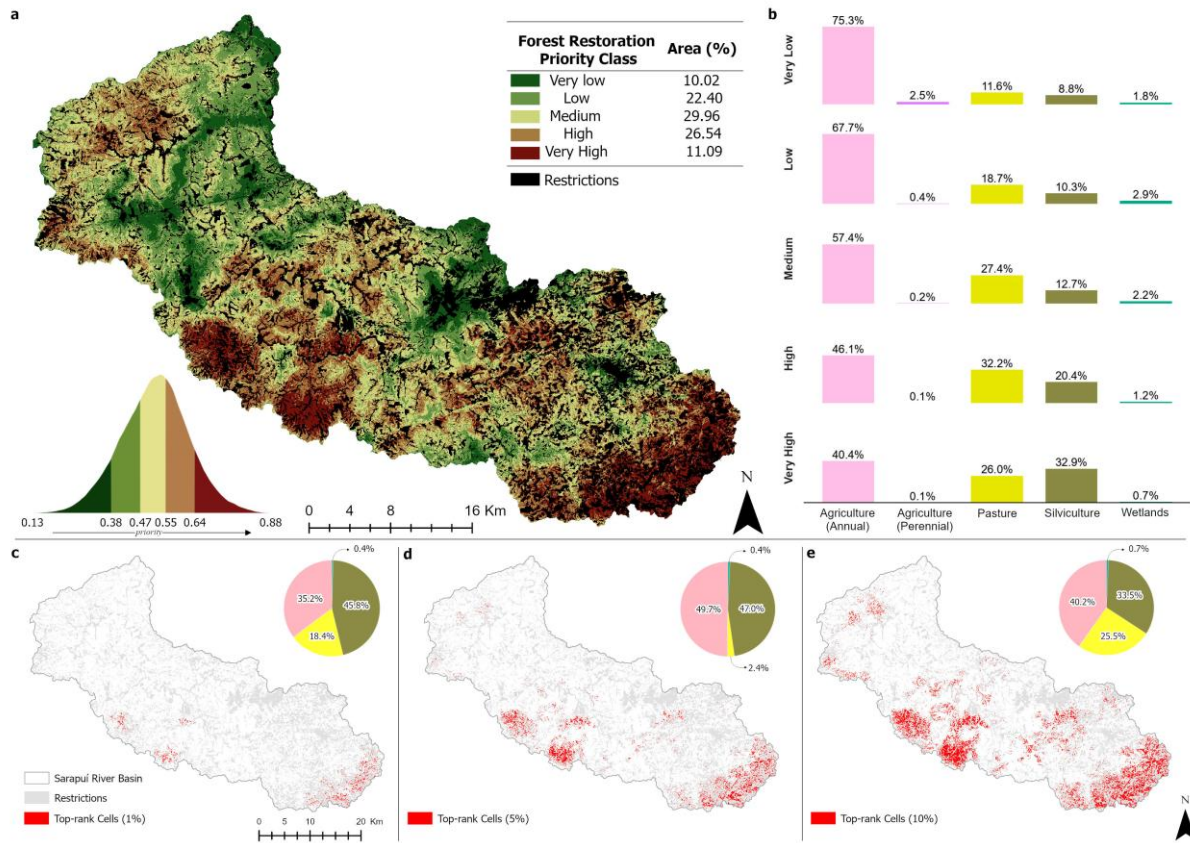 a
Forest Restoration
Priority Class
Area (%)
Very low 10.02
Low 22.40
Medium 29.96
High 26.54
Very High 11.09
Restrictions
0.13 0.38 0.47 0.55 0.64 0.88
priority
0 4 8 16 Km
N
b
Very Low
75.3% 2.5% 11.6% 8.8% 1.8%
Low
67.7% 0.4% 18.7% 10.3% 2.9%
Medium
57.4% 0.2% 27.4% 12.7% 2.2%
High
46.1% 0.1% 32.2% 20.4% 1.2%
Very High
40.4% 0.1% 26.0% 32.9% 0.7%
Agriculture
(Annual)
Agriculture
(Perennial)
Pasture
Silviculture
Wetlands
c
0.4%
35.2%
45.8%
18.4%
Sarapuí River Basin
Restrictions
Top-rank Cells (1%)
0 5 10 20 Km
d
0.4%
49.7%
47.0%
2.4%
Top-rank Cells (5%)
e
0.7%
40.2%
33.5%
25.5%
Top-rank Cells (10%)
N